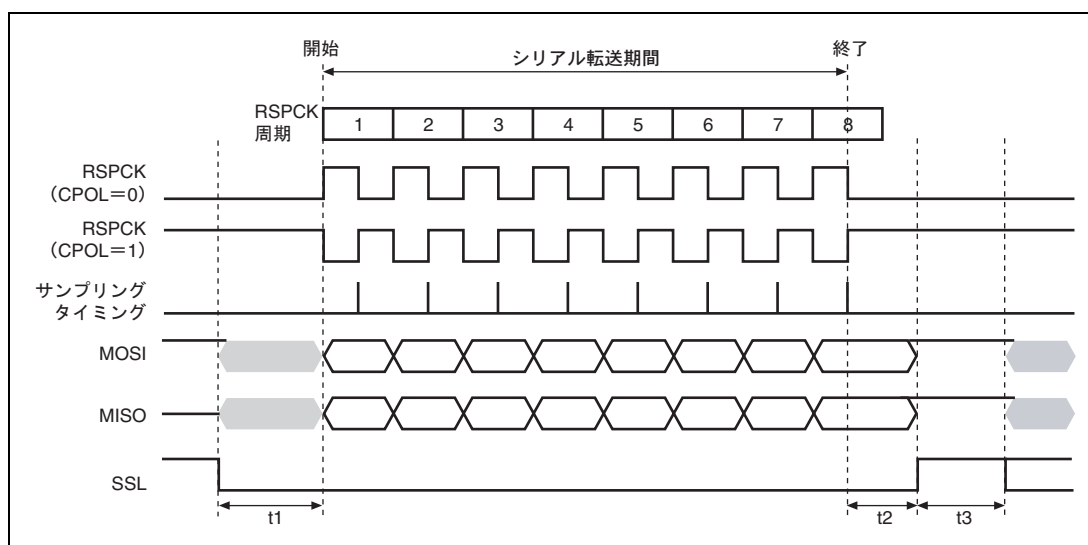 開始
シリアル転送期間
終了
RSPCK
周期
1 2 3 4 5 6 7 8
RSPCK
(CPOL=0)
RSPCK
(CPOL=1)
サンプリング
タイミング
MOSI
MISO
SSL
t1
t2
t3